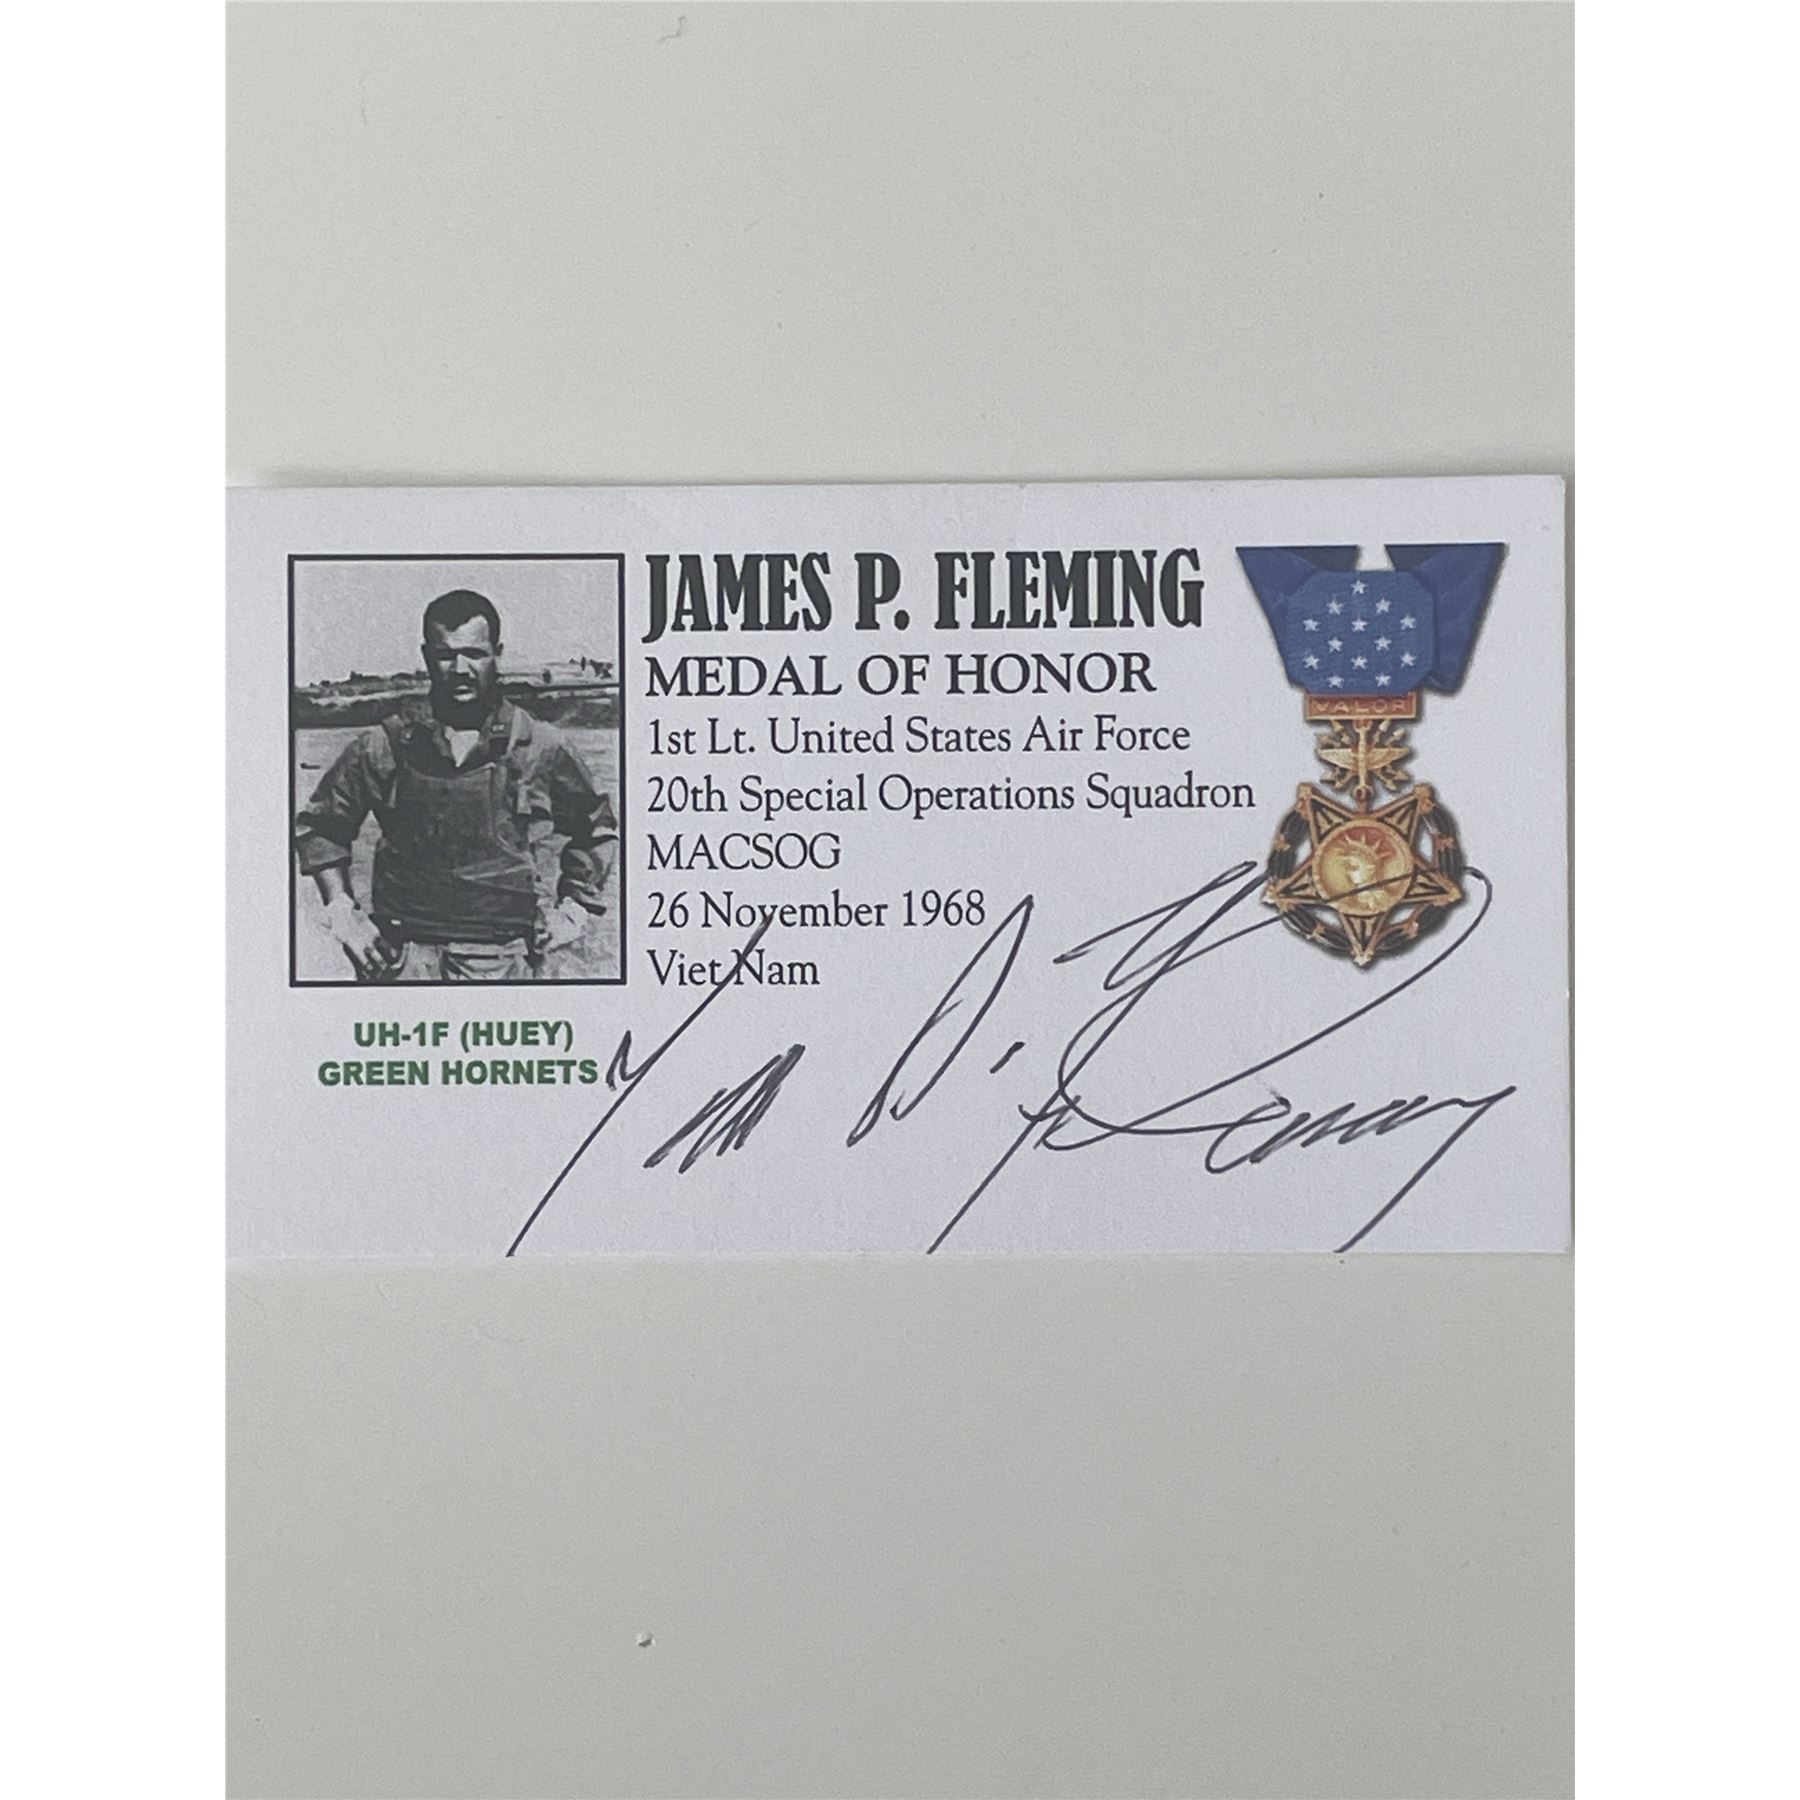 JAMES P. FLEMING
MEDAL OF HONOR
1st Lt. United States Air Force
20th Special Operations Squadron
MACSOG
26 November 1968
Viet Nam
UH-1F (HUEY)
GREEN HORNETS
VALOR